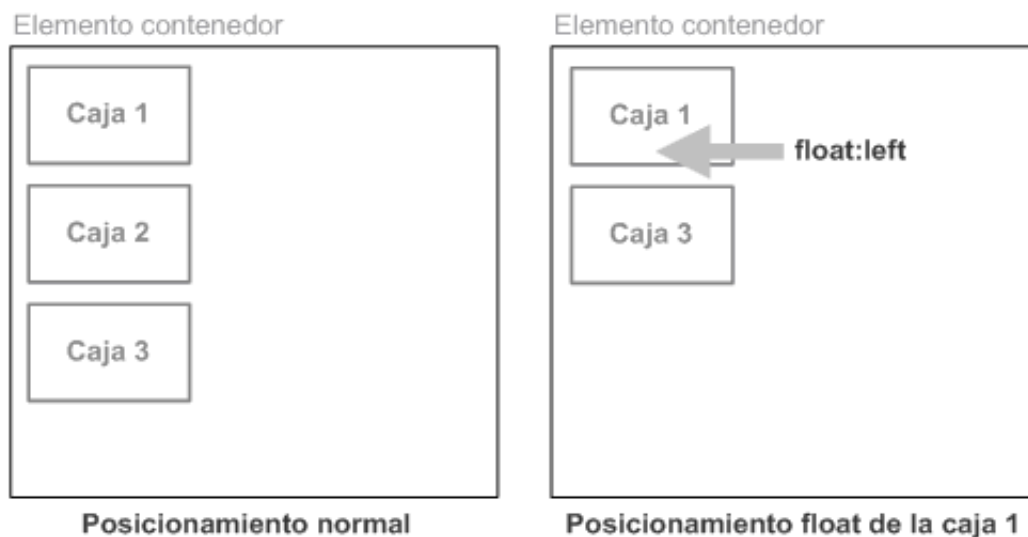 Elemento contenedor
Caja 1
Caja 2
Caja 3
Posicionamiento normal
Elemento contenedor
Caja 1
float:left
Caja 3
Posicionamiento float de la caja 1